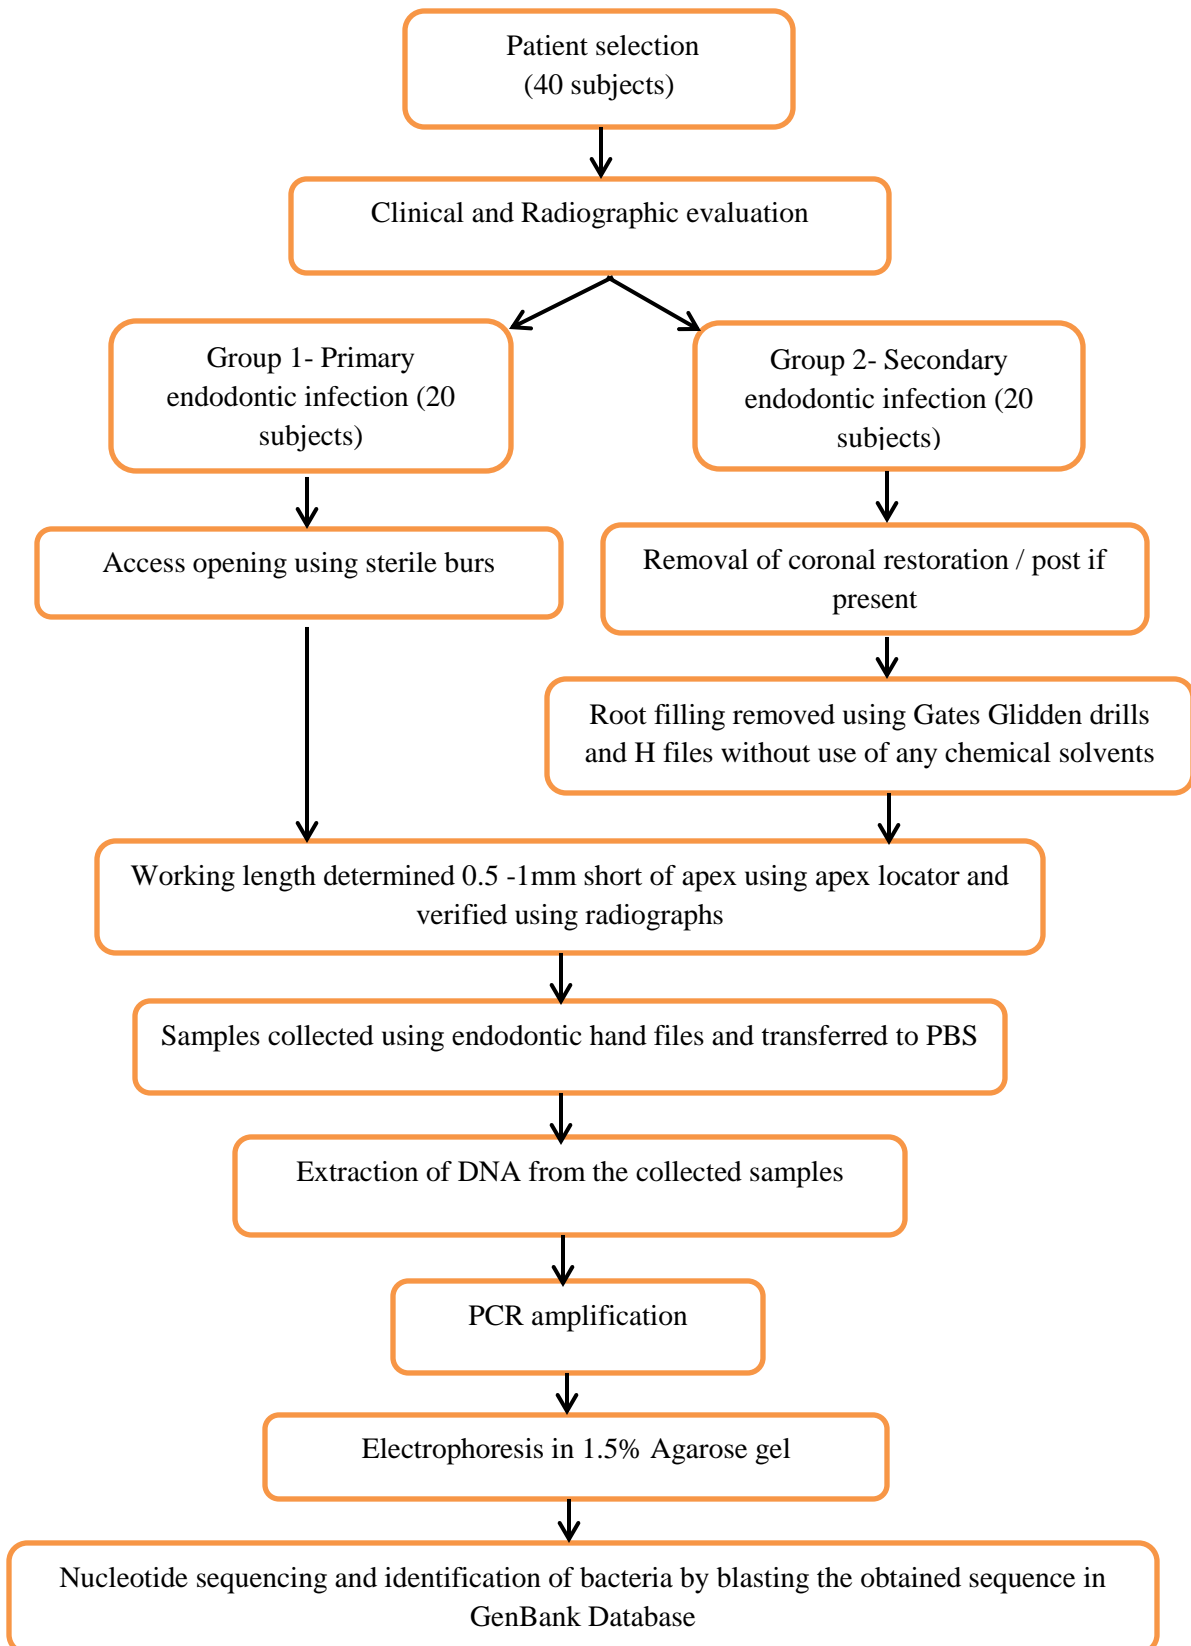 Patient selection
(40 subjects)
Clinical and Radiographic evaluation
Group 1- Primary
endodontic infection (20
subjects)
Group 2- Secondary
endodontic infection (20
subjects)
Access opening using sterile burs
Removal of coronal restoration / post if
present
Root filling removed using Gates Glidden drills
and H files without use of any chemical solvents
Working length determined 0.5 -1mm short of apex using apex locator and
verified using radiographs
Samples collected using endodontic hand files and transferred to PBS
Extraction of DNA from the collected samples
PCR amplification
Electrophoresis in 1.5% Agarose gel
Nucleotide sequencing and identification of bacteria by blasting the obtained sequence in
GenBank Database